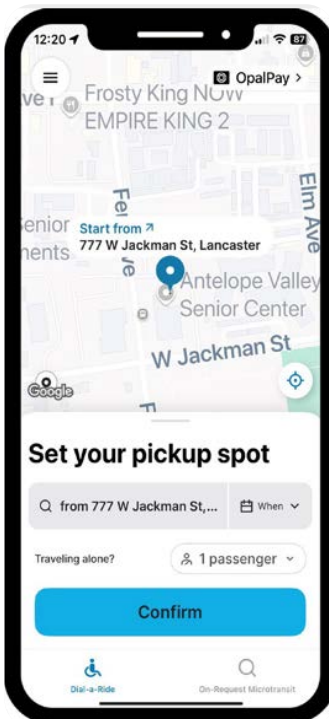 12:20
87
OpalPay >
Frosty King NOW
EMPIRE KING 2
Elm Ave
Start from
777 W Jackman St, Lancaster
Antelope Valley
Senior Center
W Jackman St
Google
Set your pickup spot
from 777 W Jackman St,...
When
Traveling alone?
1 passenger
Confirm
Dial-a-Ride
On-Request Microtransit